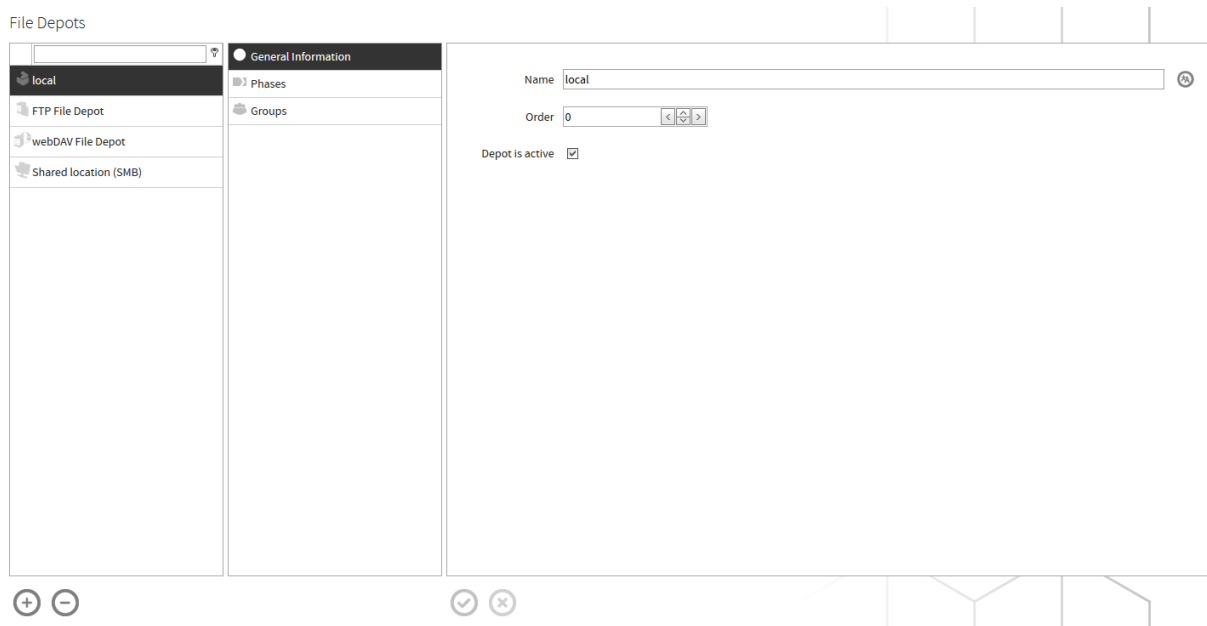 File Depots
local
FTP File Depot
webDAV File Depot
Shared location (SMB)
General Information
Phases
Groups
Name local
Order 0
Depot is active